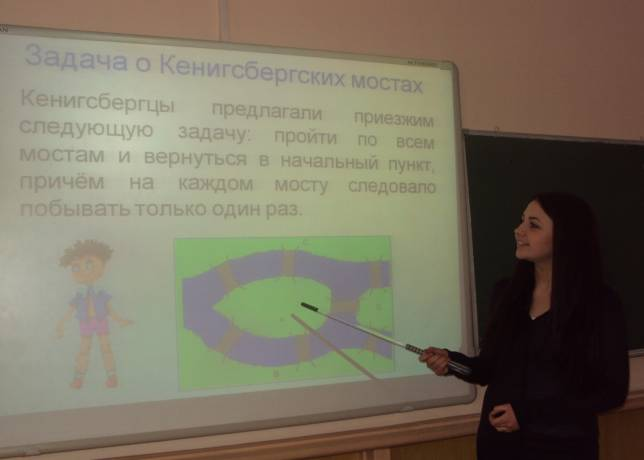 Задача о Кенигсбергских мостах
Кенигсбергцы предлагали приезжим
следующую задачу: пройти по всем
мостам и вернуться в начальный пункт,
причём на каждом мосту следовало
побывать только один раз.